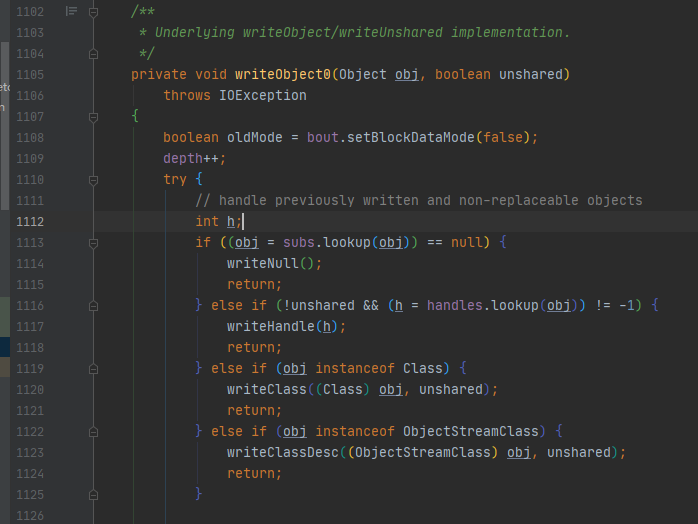 1102 /**
1103 * Underlying writeObject/writeUnshared implementation.
1104 */
1105 private void writeObject0(Object obj, boolean unshared)
1106 throws IOException
1107 {
1108 boolean oldMode = bout.setBlockDataMode(false);
1109 depth++;
1110 try {
1111 // handle previously written and non-replaceable objects
1112 int h;
1113 if ((obj = subs.lookup(obj)) == null) {
1114 writeNull();
1115 return;
1116 } else if (!unshared && (h = handles.lookup(obj)) != -1) {
1117 writeHandle(h);
1118 return;
1119 } else if (obj instanceof Class) {
1120 writeClass((Class) obj, unshared);
1121 return;
1122 } else if (obj instanceof ObjectStreamClass) {
1123 writeClassDesc((ObjectStreamClass) obj, unshared);
1124 return;
1125 }
1126